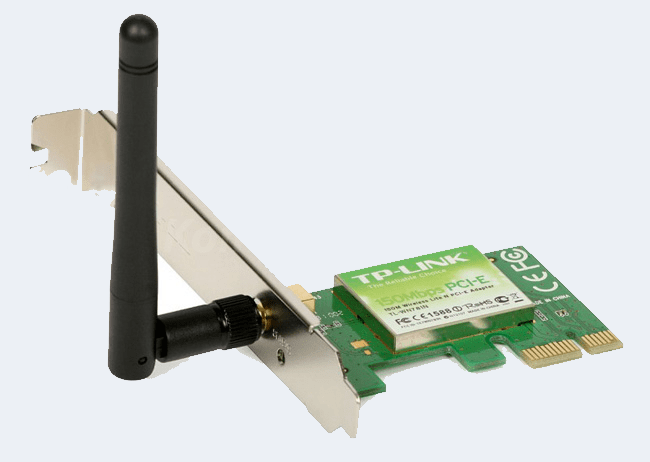 TP-LINK
The Reliable Choice
150Mbps PCI-E
150M Wireless Lite N PCI-E Adapter
TL-WN781N
FC CE1588 RoHS
CE FC
MADE IN CHINA